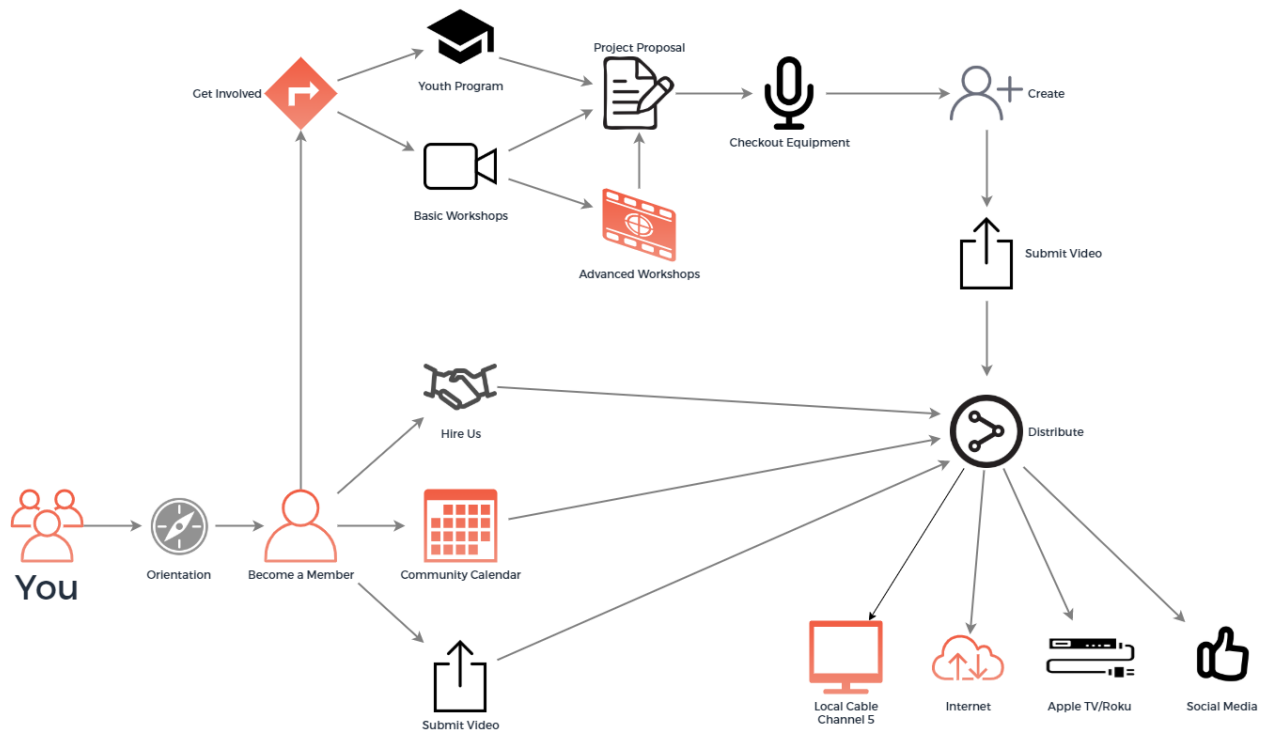 Project Proposal
Get Involved
Youth Program
Create
Checkout Equipment
Basic Workshops
Advanced Workshops
Submit Video
Hire Us
Distribute
You
Orientation
Become a Member
Community Calendar
Submit Video
Local Cable
Channel 5
Internet
Apple TV/Roku
Social Media